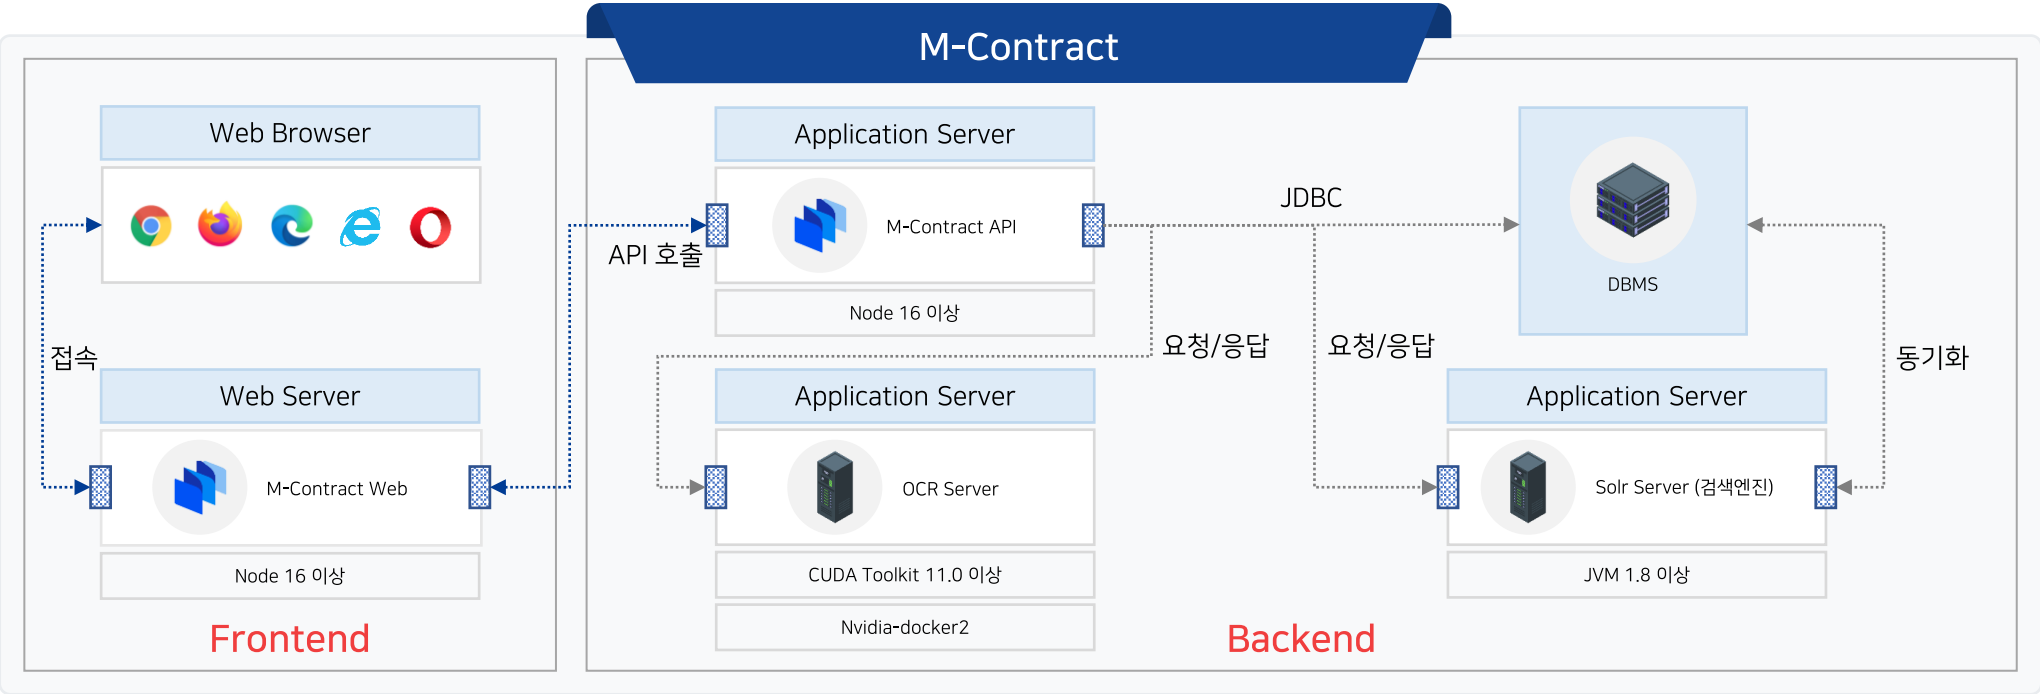 M-Contract
Web Browser
접속
Web Server
M-Contract Web
Node 16 이상
Frontend
API 호출
Application Server
M-Contract API
Node 16 이상
JDBC
DBMS
요청/응답
요청/응답
동기화
Application Server
OCR Server
CUDA Toolkit 11.0 이상
Nvidia-docker2
Application Server
Solr Server (검색엔진)
JVM 1.8 이상
Backend